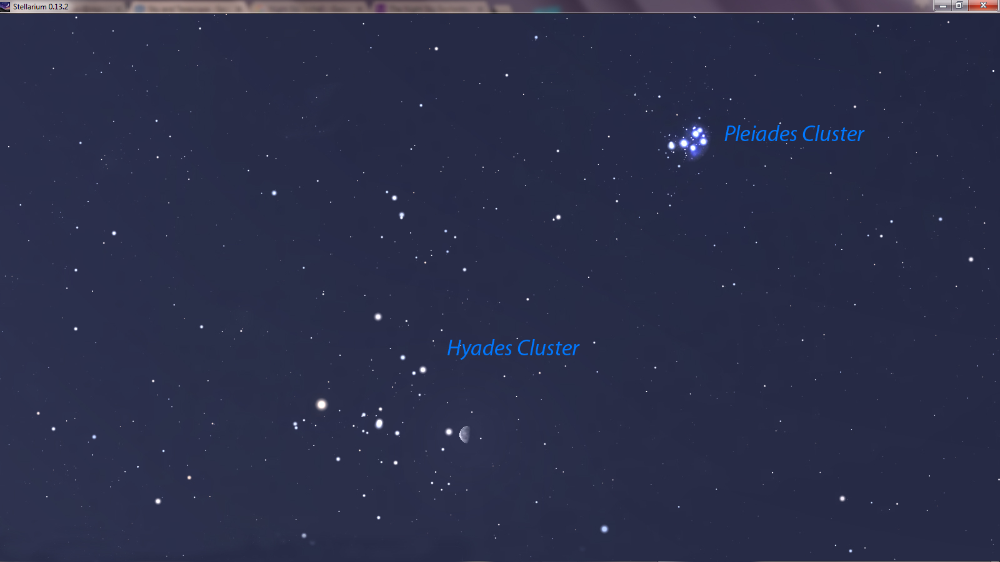 Stellarium 0.13.2
Pleiades Cluster
Hyades Cluster